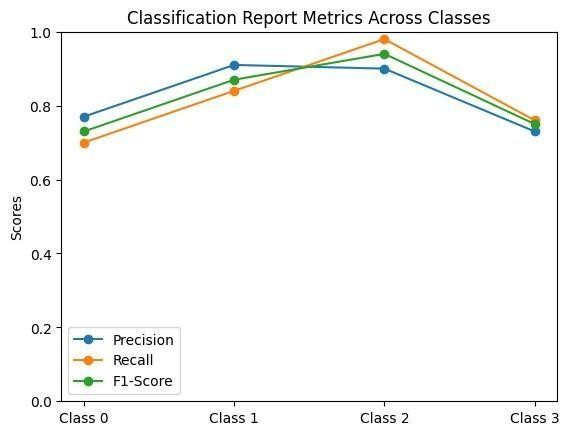 Classification Report Metrics Across Classes
1.0
0.8
0.6
0.4
0.2
0.0
Scores
Precision
Recall
F1-Score
Class 0 Class 1 Class 2 Class 3